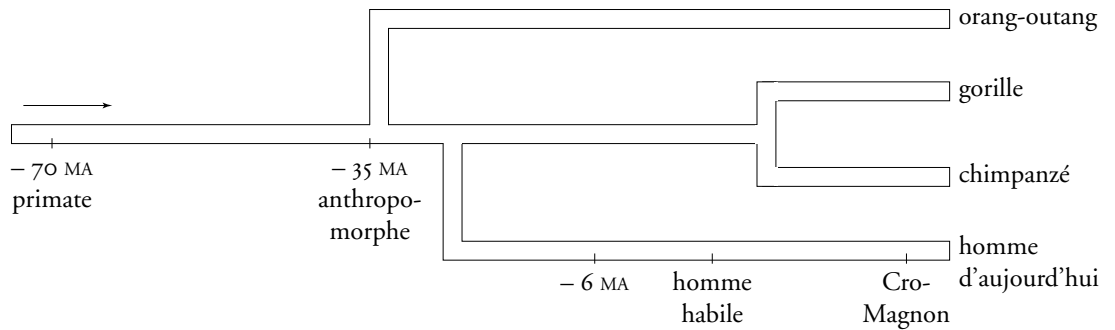 orang-outang
gorille
– 70 MA
primate
– 35 MA
anthropo-
morphe
chimpanzé
homme
d'aujourd'hui
– 6 MA
homme
habile
Cro-
Magnon